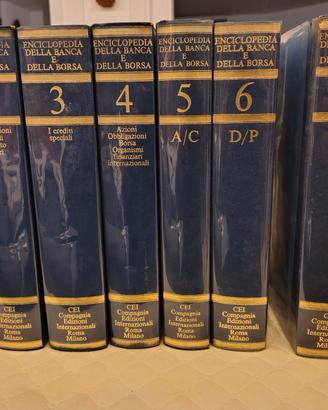 ENCICLOPEDIA
DELLA BANCA
E
DELLA BORSA
3
I crediti
speciali
CEI
Compagnia
Edizioni
Internazionali
Roma
Milano
ENCICLOPEDIA
DELLA BANCA
E
DELLA BORSA
4
Azioni
Obbligazioni
Borsa
Organismi
finanziari
internazionali
CEI
Compagnia
Edizioni
Internazionali
Roma
Milano
ENCICLOPEDIA
DELLA BANCA
E
DELLA BORSA
5
A/C
CEI
Compagnia
Edizioni
Internazionali
Roma
Milano
ENCICLOPEDIA
DELLA BANCA
E
DELLA BORSA
6
D/P
CEI
Compagnia
Edizioni
Internazionali
Roma
Milano